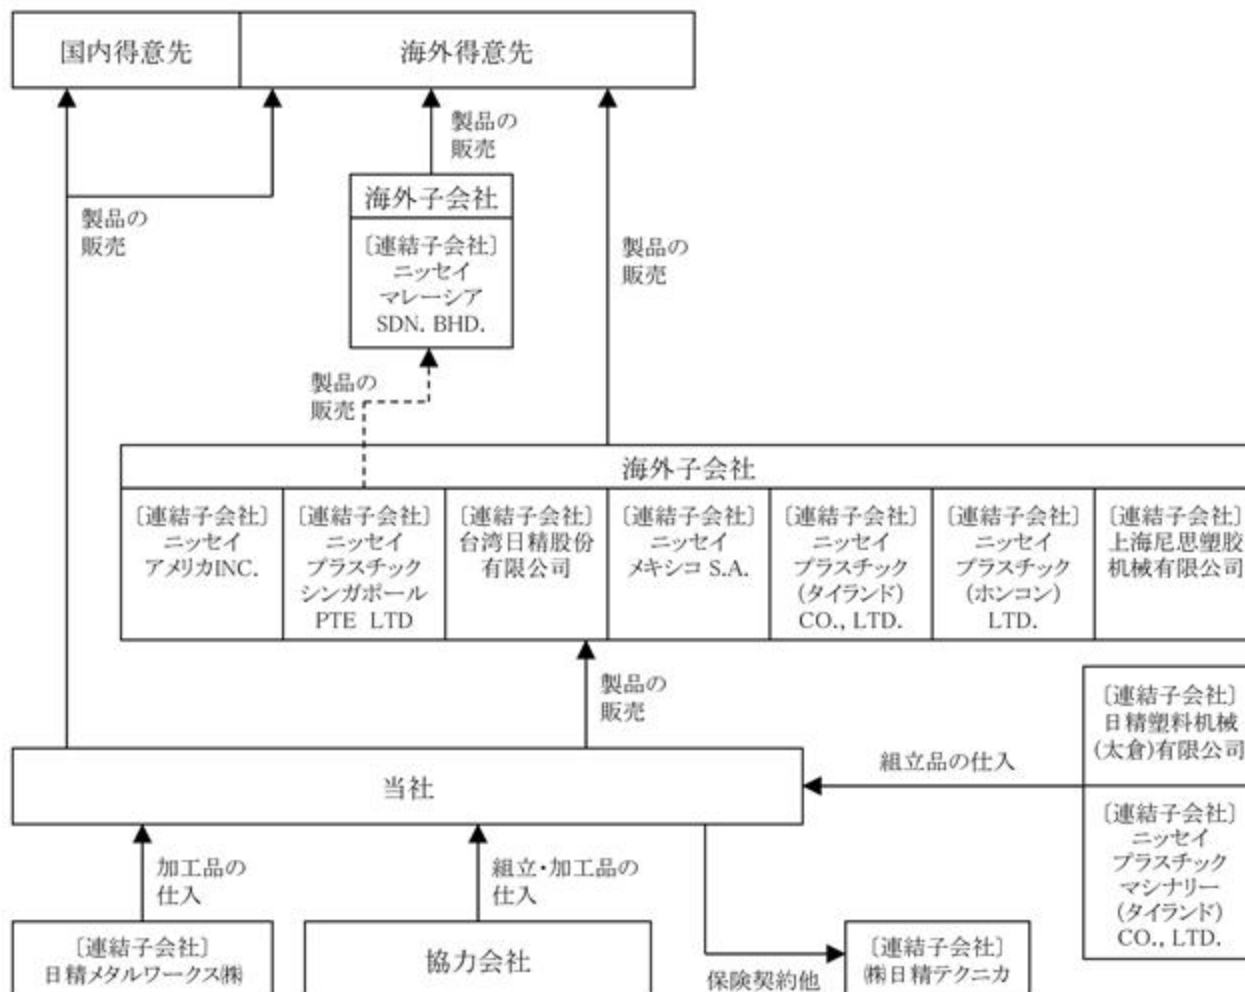 国内得意先
海外得意先
製品の
販売
海外子会社
〔連結子会社〕
ニッセイ
マレーシア
SDN. BHD.
製品の
販売
製品の
販売
製品の
販売
海外子会社
〔連結子会社〕
ニッセイ
アメリカINC.
〔連結子会社〕
ニッセイ
プラスチック
シンガポール
PTE LTD
〔連結子会社〕
台湾日精股份
有限公司
〔連結子会社〕
ニッセイ
メキシコ S.A.
〔連結子会社〕
ニッセイ
プラスチック
(タイランド)
CO., LTD.
〔連結子会社〕
ニッセイ
プラスチック
(ホンコン)
LTD.
〔連結子会社〕
上海尼思塑胶
机械有限公司
製品の
販売
〔連結子会社〕
日精塑料机械
(太倉)有限公司
組立品の仕入
当社
〔連結子会社〕
ニッセイ
プラスチック
マシナリー
(タイランド)
CO., LTD.
加工品の
仕入
組立・加工品の
仕入
〔連結子会社〕
日精メタルワークス㈱
協力会社
保険契約他
〔連結子会社〕
㈱日精テクニカ